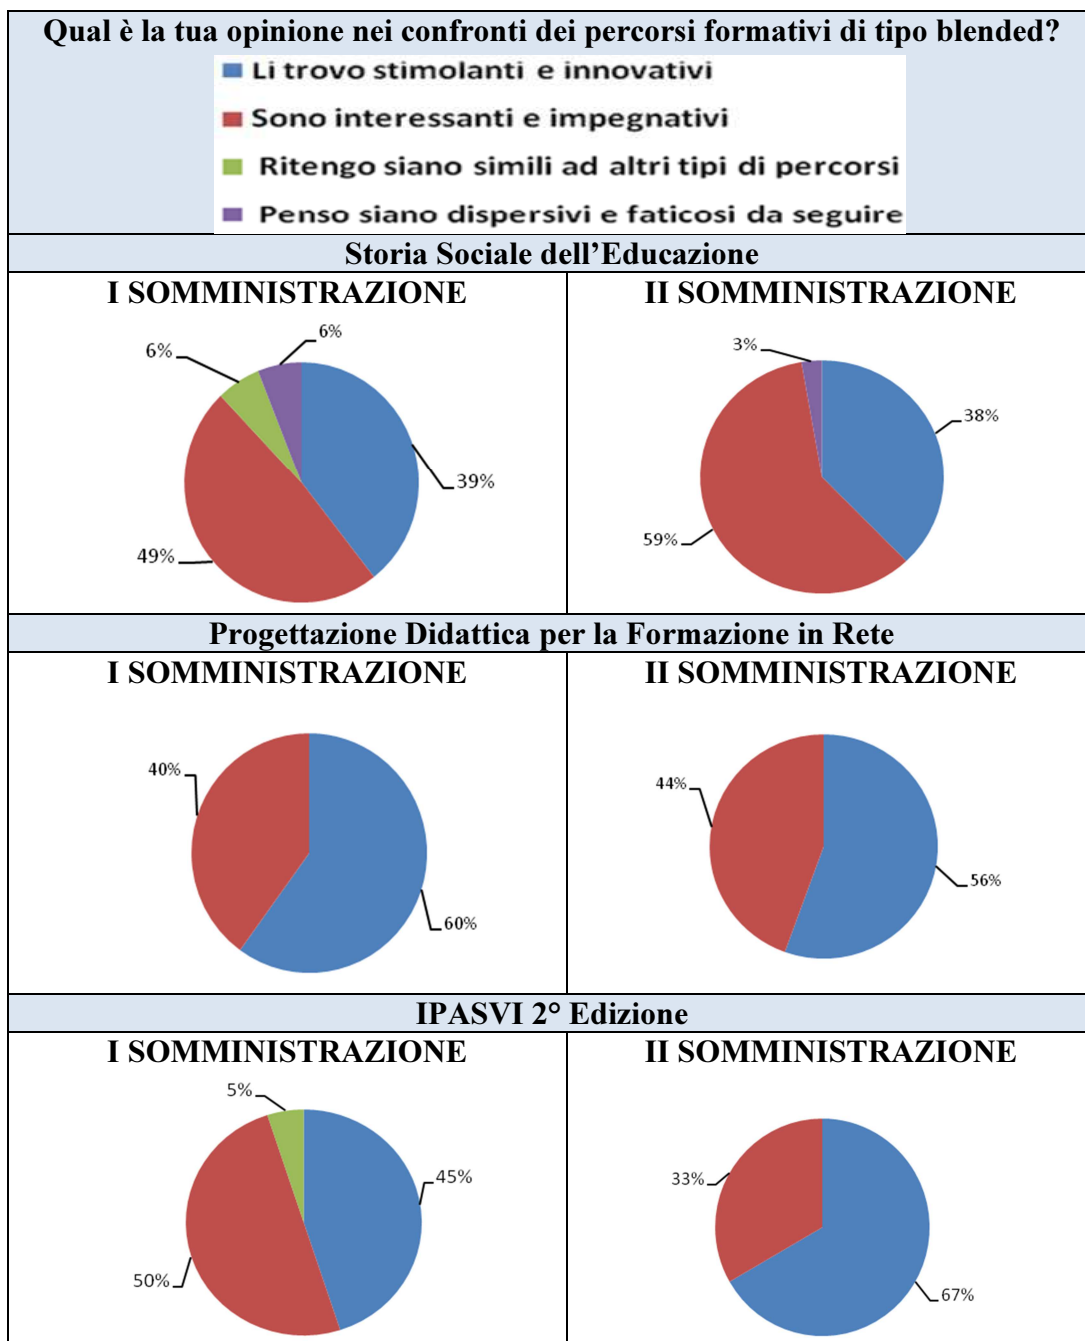 Qual è la tua opinione nei confronti dei percorsi formativi di tipo blended?
Li trovo stimolanti e innovativi
Sono interessanti e impegnativi
Ritengo siano simili ad altri tipi di percorsi
Penso siano dispersivi e faticosi da seguire
Storia Sociale dell’Educazione
I SOMMINISTRAZIONE
6%
6%
39%
49%
II SOMMINISTRAZIONE
3%
38%
59%
Progettazione Didattica per la Formazione in Rete
I SOMMINISTRAZIONE
40%
60%
II SOMMINISTRAZIONE
44%
56%
IPASVI 2° Edizione
I SOMMINISTRAZIONE
5%
45%
50%
II SOMMINISTRAZIONE
33%
67%